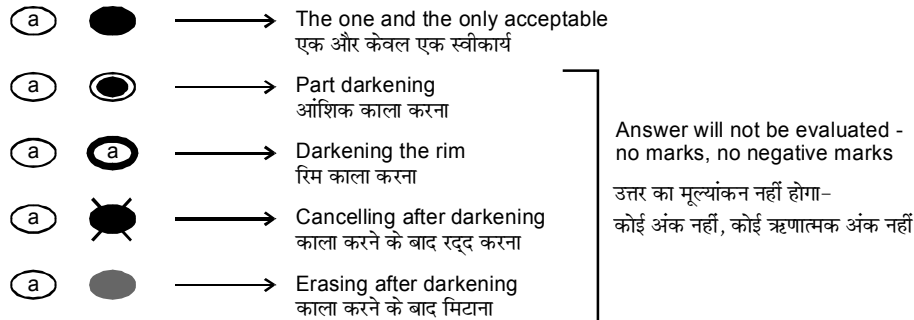 a
The one and the only acceptable
एक और केवल एक स्वीकार्य
a
Part darkening
आंशिक काला करना
a a
Darkening the rim
रिम काला करना
a
Cancelling after darkening
काला करने के बाद रद्द करना
a
Erasing after darkening
काला करने के बाद मिटाना
Answer will not be evaluated -
no marks, no negative marks
उत्तर का मूल्यांकन नहीं होगा-
कोई अंक नहीं, कोई ऋणात्मक अंक नहीं